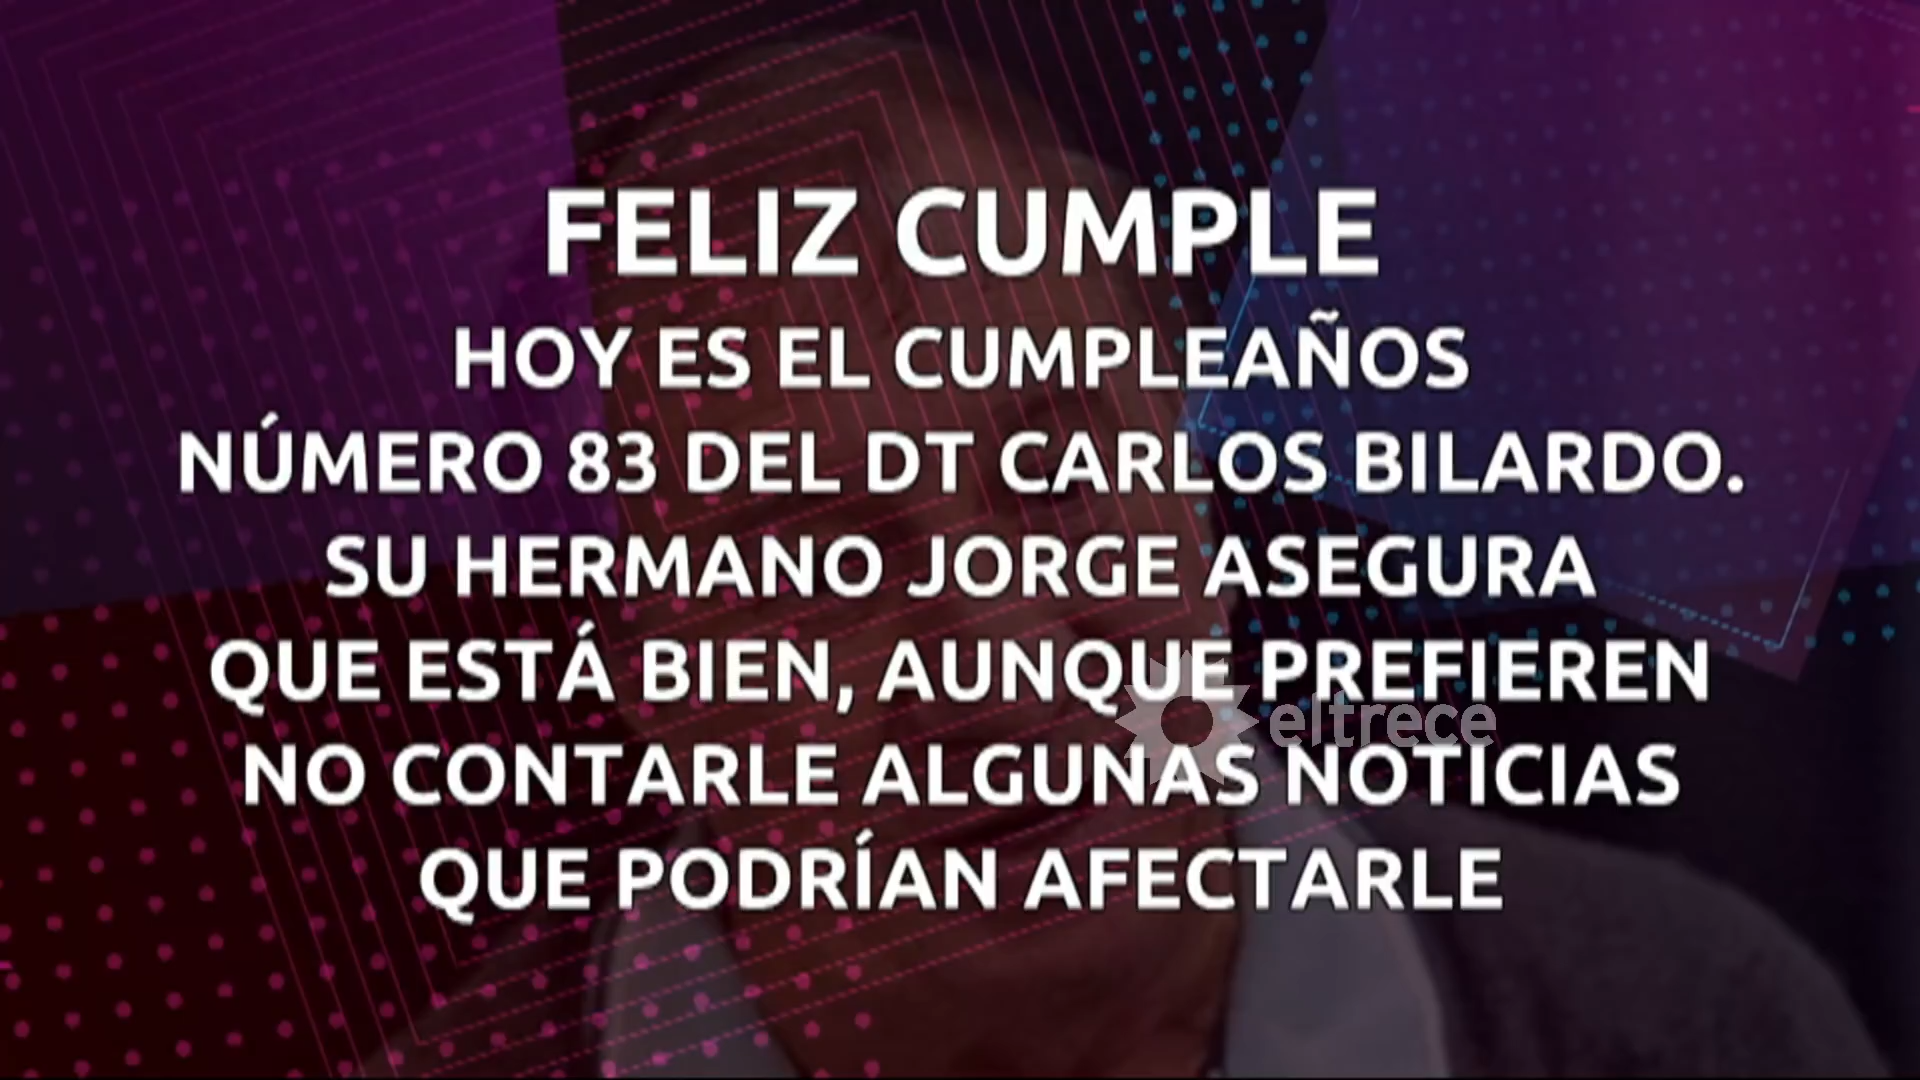 FELIZ CUMPLE
HOY ES EL CUMPLEAÑOS
NÚMERO 83 DEL DT CARLOS BILARDO.
SU HERMANO JORGE ASEGURA
QUE ESTÁ BIEN, AUNQUE PREFIEREN
eltrece
NO CONTARLE ALGUNAS NOTICIAS
QUE PODRÍAN AFECTARLE